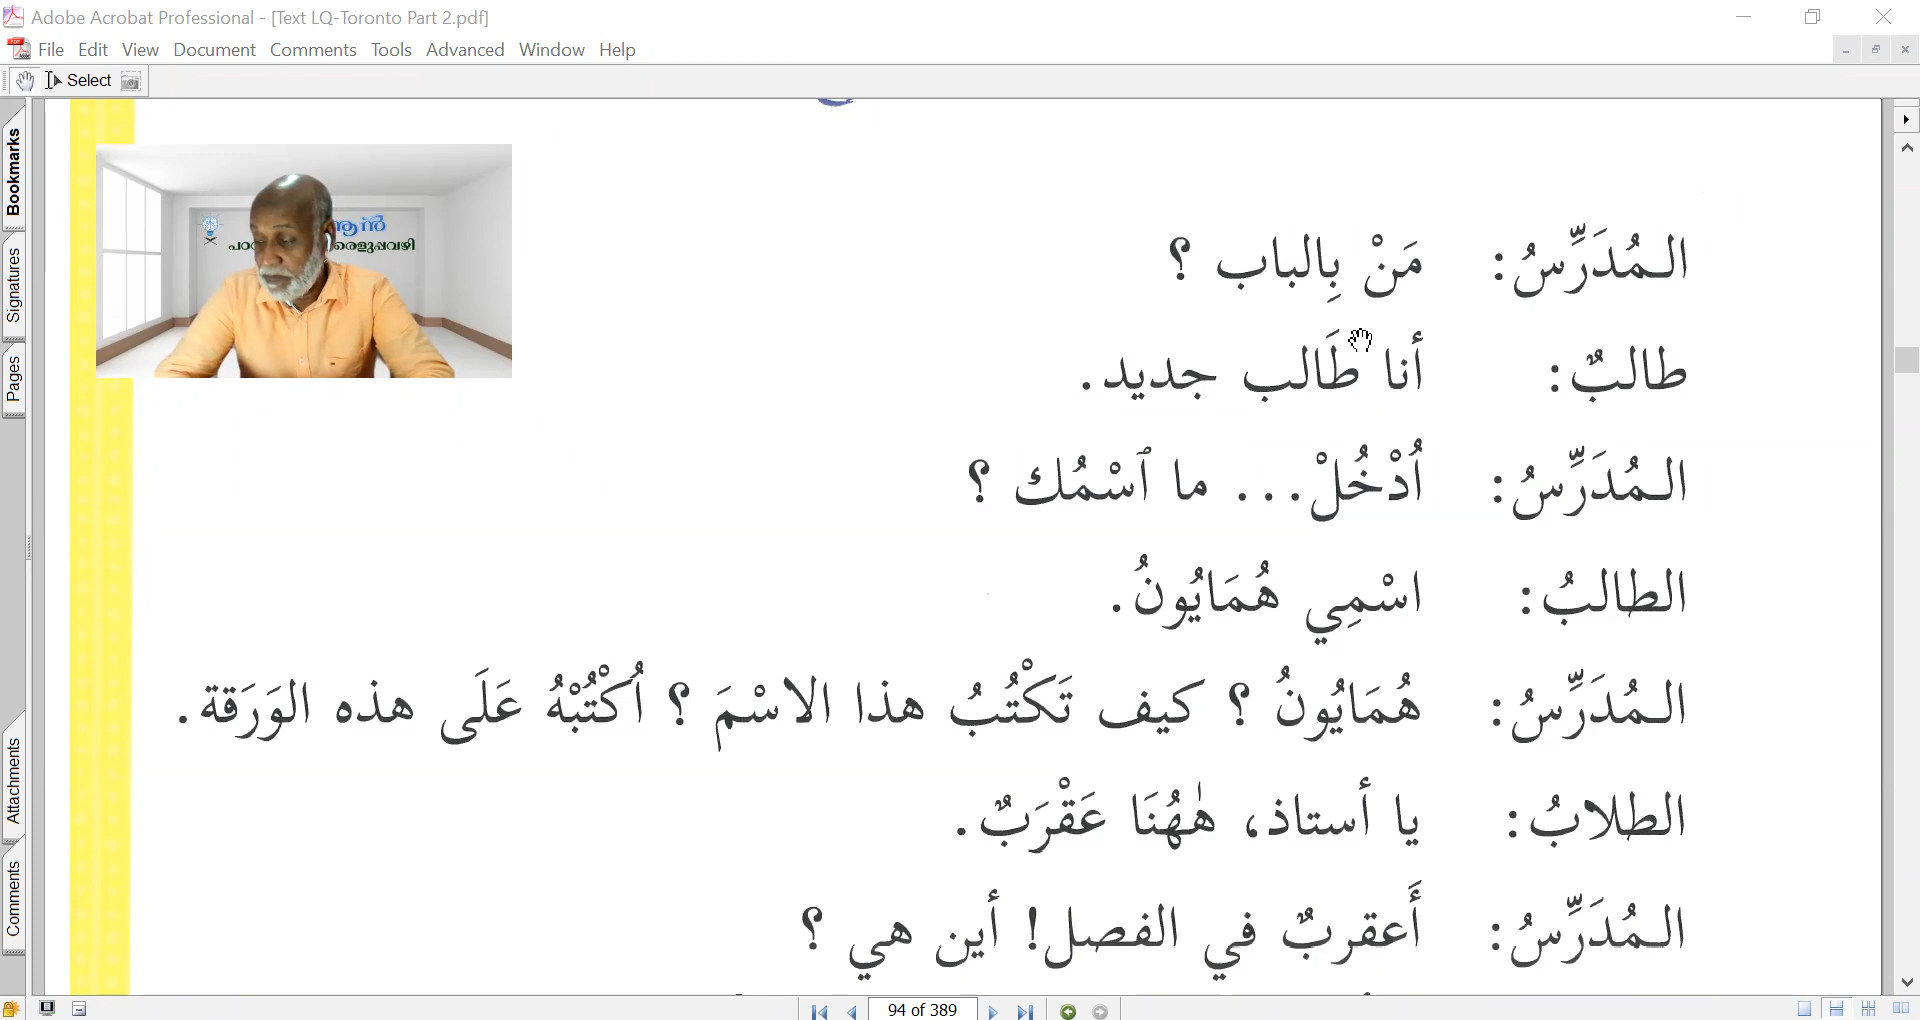 Adobe Acrobat Professional - [Text LQ-Toronto Part 2.pdf]
File Edit View Document Comments Tools Advanced Window Help
Select
Bookmarks
Signatures
Pages
Attachments
Comments
المُدَرِّسُ: مَنْ بِالباب ؟
طالبٌ: أنا طَالب جديد.
المُدَرِّسُ: اُدْخُلْ... ما ٱسْمُك ؟
الطالبُ: اسْمِي هُمَايُونُ.
المُدَرِّسُ: هُمَايُونُ ؟ كيف تَكْتُبُ هذا الاسْمَ ؟ اُكْتُبْهُ عَلَى هذه الوَرَقة.
الطلابُ: يا أستاذ، هٰهُنَا عَقْرَبٌ.
المُدَرِّسُ: أَعقربٌ في الفصل! أين هي ؟
94 of 389